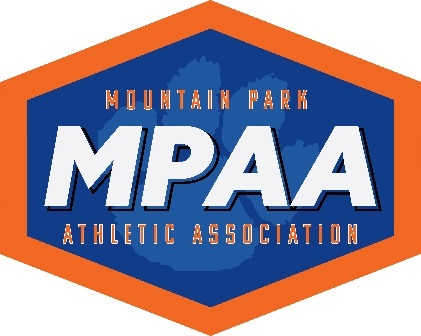 MOUNTAIN PARK
MPAA
ATHLETIC ASSOCIATION